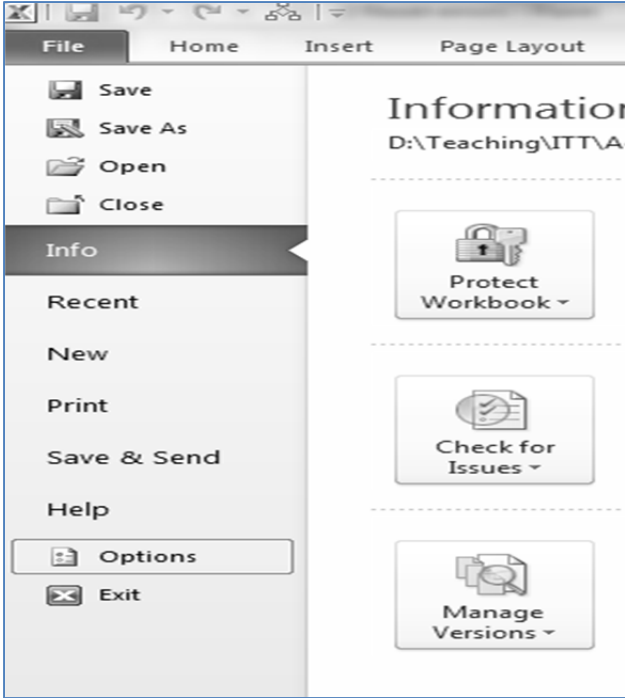 File Home Insert Page Layout
Save
Save As
Open
Close
Info
Recent
New
Print
Save & Send
Help
Options
Exit
Information
D:\Teaching\ITT\A
Protect
Workbook
Check for
Issues
Manage
Versions